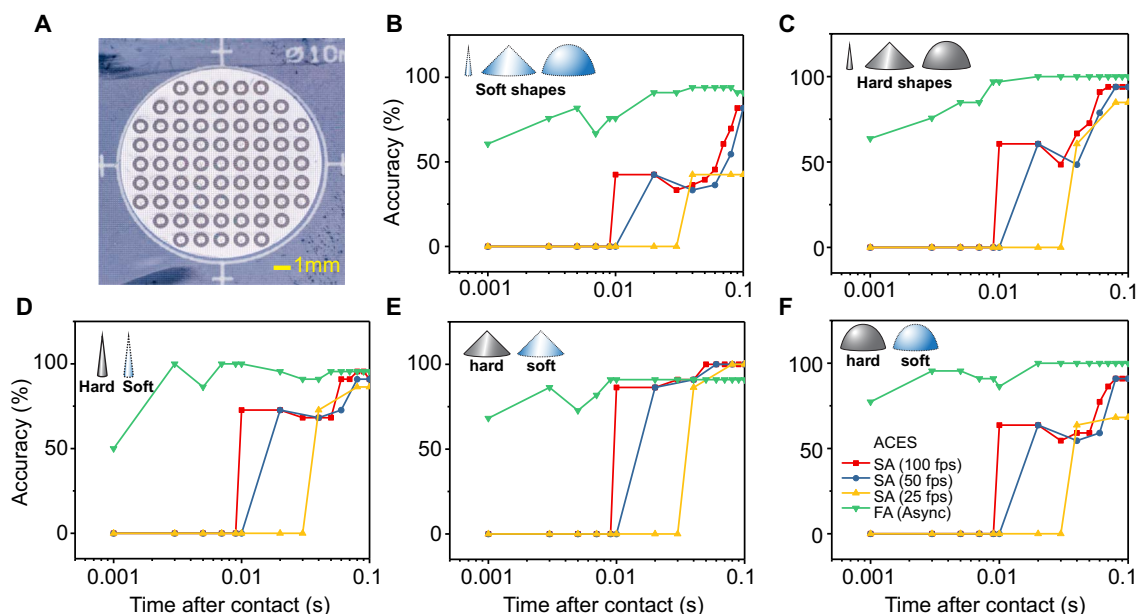 A
ø10
1mm
B
Soft shapes
100
50
0
Accuracy (%)
0.001
0.01
0.1
C
Hard shapes
100
50
0
0.001
0.01
0.1
D
Hard
Soft
100
50
0
Accuracy (%)
0.001
0.01
0.1
Time after contact (s)
E
hard
soft
100
50
0
0.001
0.01
0.1
Time after contact (s)
F
hard
soft
100
50
0
ACES
SA (100 fps)
SA (50 fps)
SA (25 fps)
FA (Async)
0.001
0.01
0.1
Time after contact (s)